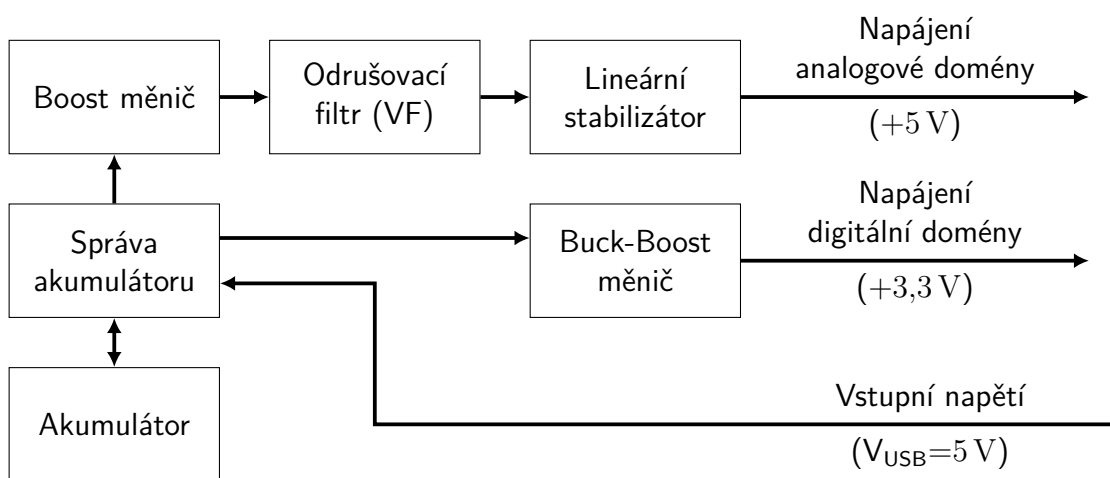 Boost měnič
Odrušovací
filtr (VF)
Lineární
stabilizátor
Napájení
analogové domény
(+5 V)
Správa
akumulátoru
Buck-Boost
měnič
Napájení
digitální domény
(+3,3 V)
Akumulátor
Vstupní napětí
(V_USB=5 V)